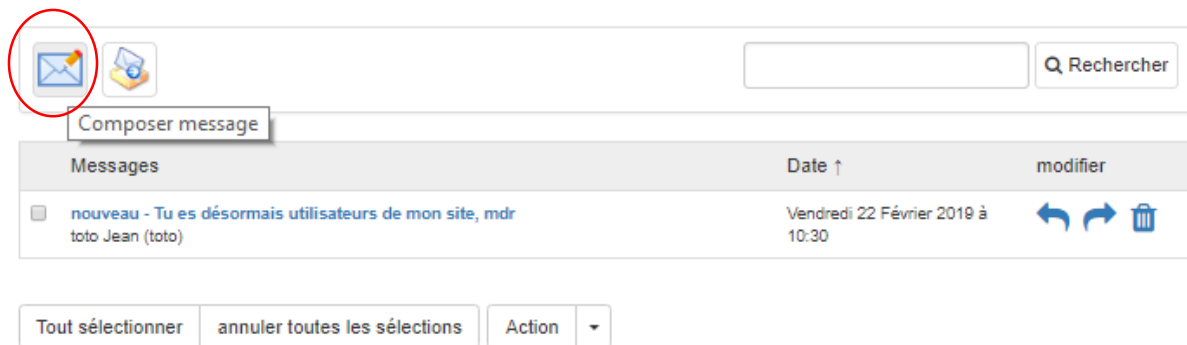 Rechercher
Composer message
Messages Date ↑ modifier
nouveau - Tu es désormais utilisateurs de mon site, mdr Vendredi 22 Février 2019 à
toto Jean (toto) 10:30
Tout sélectionner annuler toutes les sélections Action